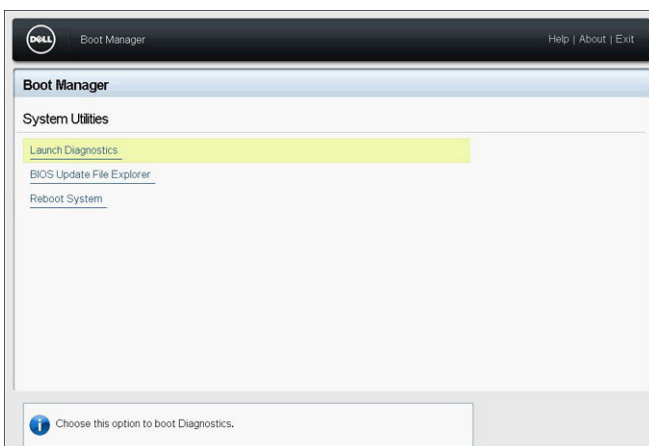 DELL Boot Manager Help | About | Exit
Boot Manager
System Utilities
Launch Diagnostics
BIOS Update File Explorer
Reboot System
Choose this option to boot Diagnostics.